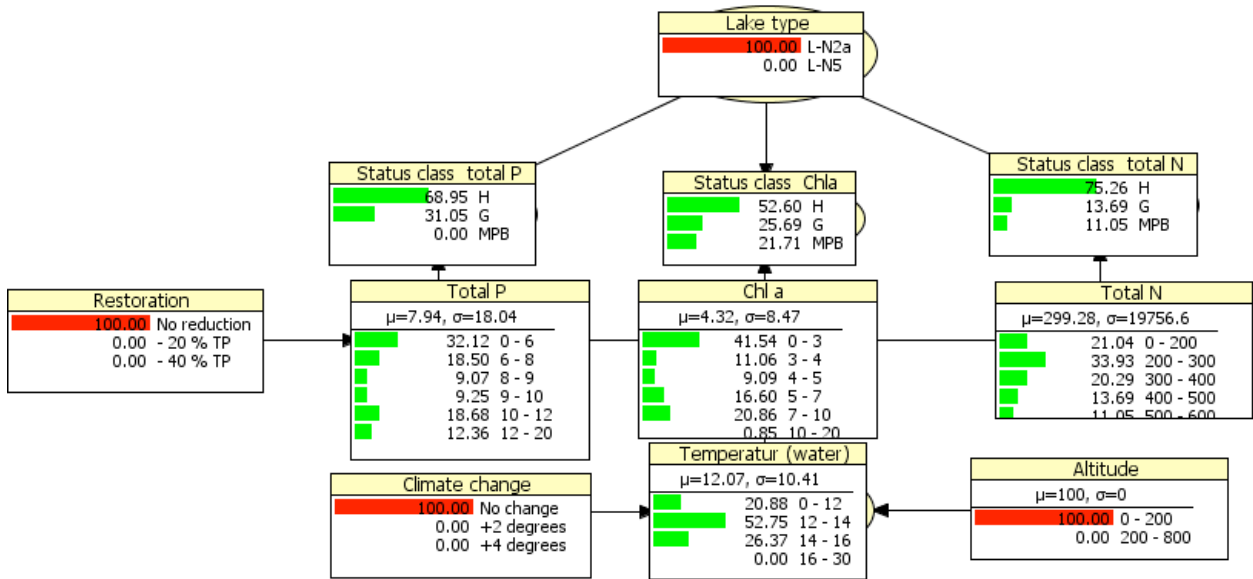 Lake type
100.00 L-N2a
0.00 L-N5
Status class total P
68.95 H
31.05 G
0.00 MPB
Status class Chla
52.60 H
25.69 G
21.71 MPB
Status class total N
75.26 H
13.69 G
11.05 MPB
Restoration
100.00 No reduction
0.00 - 20 % TP
0.00 - 40 % TP
Total P
μ=7.94, σ=18.04
32.12 0 - 6
18.50 6 - 8
9.07 8 - 9
9.25 9 - 10
18.68 10 - 12
12.36 12 - 20
Chl a
μ=4.32, σ=8.47
41.54 0 - 3
11.06 3 - 4
9.09 4 - 5
16.60 5 - 7
20.86 7 - 10
0.85 10 - 20
Total N
μ=299.28, σ=19756.6
21.04 0 - 200
33.93 200 - 300
20.29 300 - 400
13.69 400 - 500
11.05 500 - 600
Climate change
100.00 No change
0.00 +2 degrees
0.00 +4 degrees
Temperatur (water)
μ=12.07, σ=10.41
20.88 0 - 12
52.75 12 - 14
26.37 14 - 16
0.00 16 - 30
Altitude
μ=100, σ=0
100.00 0 - 200
0.00 200 - 800